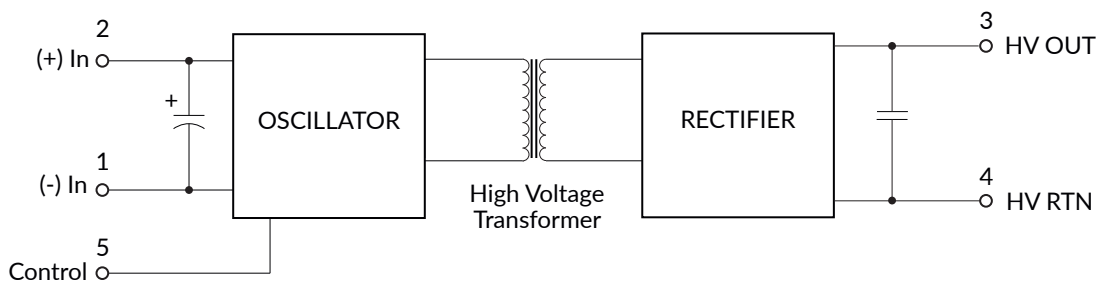 2
(+) In
+
1
(-) In
5
Control
OSCILLATOR
High Voltage
Transformer
RECTIFIER
3
HV OUT
4
HV RTN